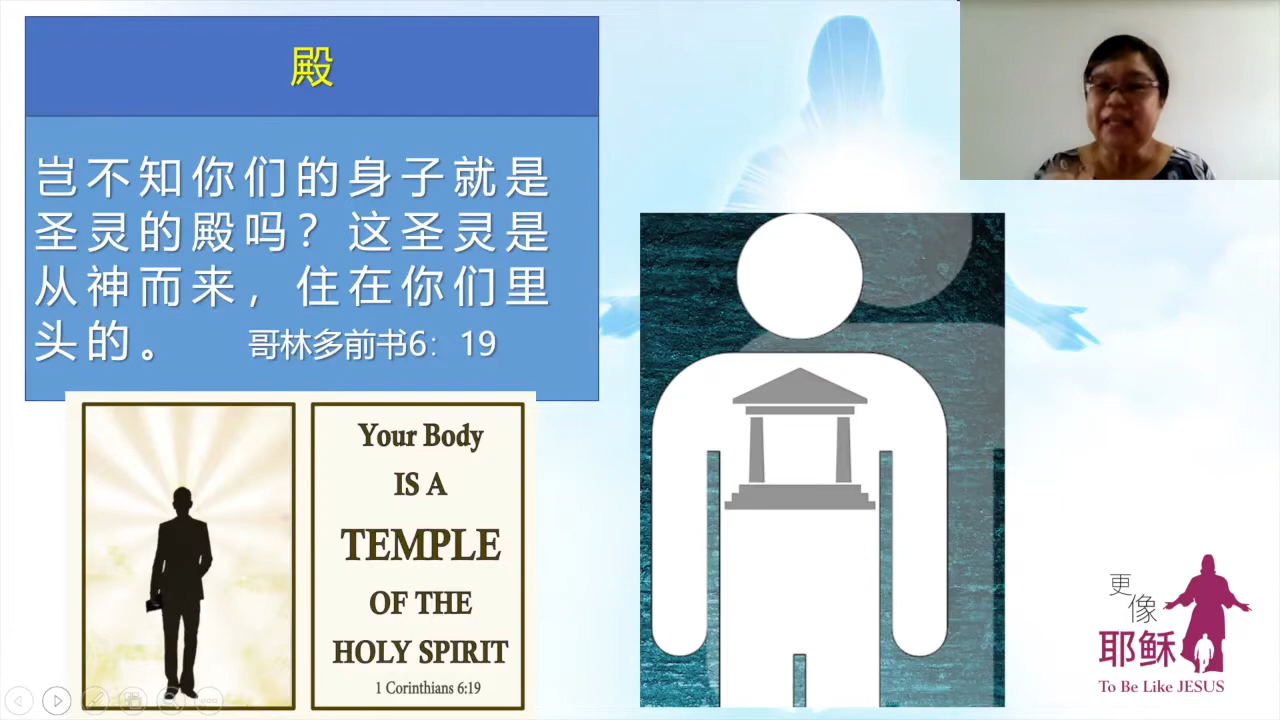 殿
岂不知你们的身子就是
圣灵的殿吗？这圣灵是
从神而来，住在你们里
头的。 哥林多前书6：19
Your Body
IS A
TEMPLE
OF THE
HOLY SPIRIT
1 Corinthians 6:19
更
像
耶稣
To Be Like JESUS